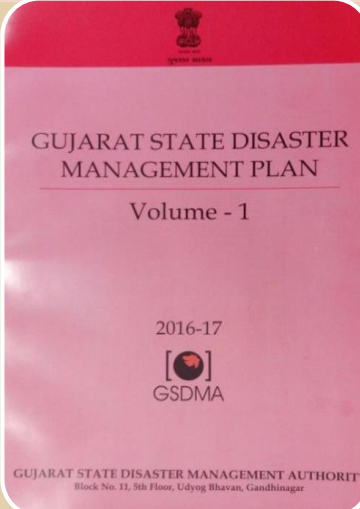 GUJARAT STATE DISASTER
MANAGEMENT PLAN
Volume - 1
2016-17
GSDMA
GUJARAT STATE DISASTER MANAGEMENT AUTHORIT
Block No. 11, 5th Floor, Udyog Bhavan, Gandhinagar